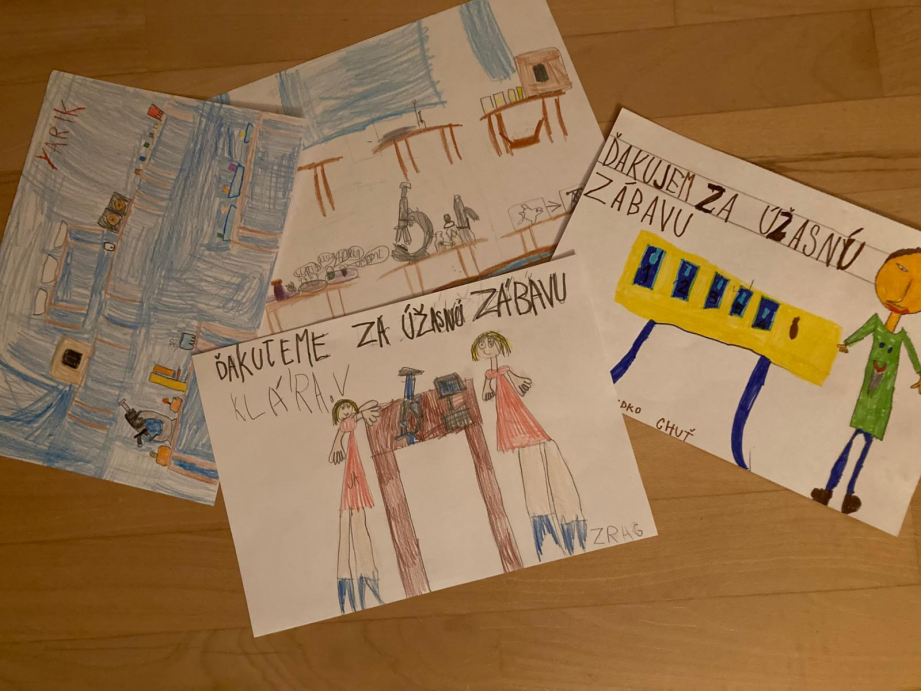 YARIK
ĎAKUJEM ZA ÚŽASNÚ
ZÁBAVU
CHUŤ
ĎAKUJEME ZA ÚŽASNÚ ZÁBAVU
KLÁRA.V
ZRAG